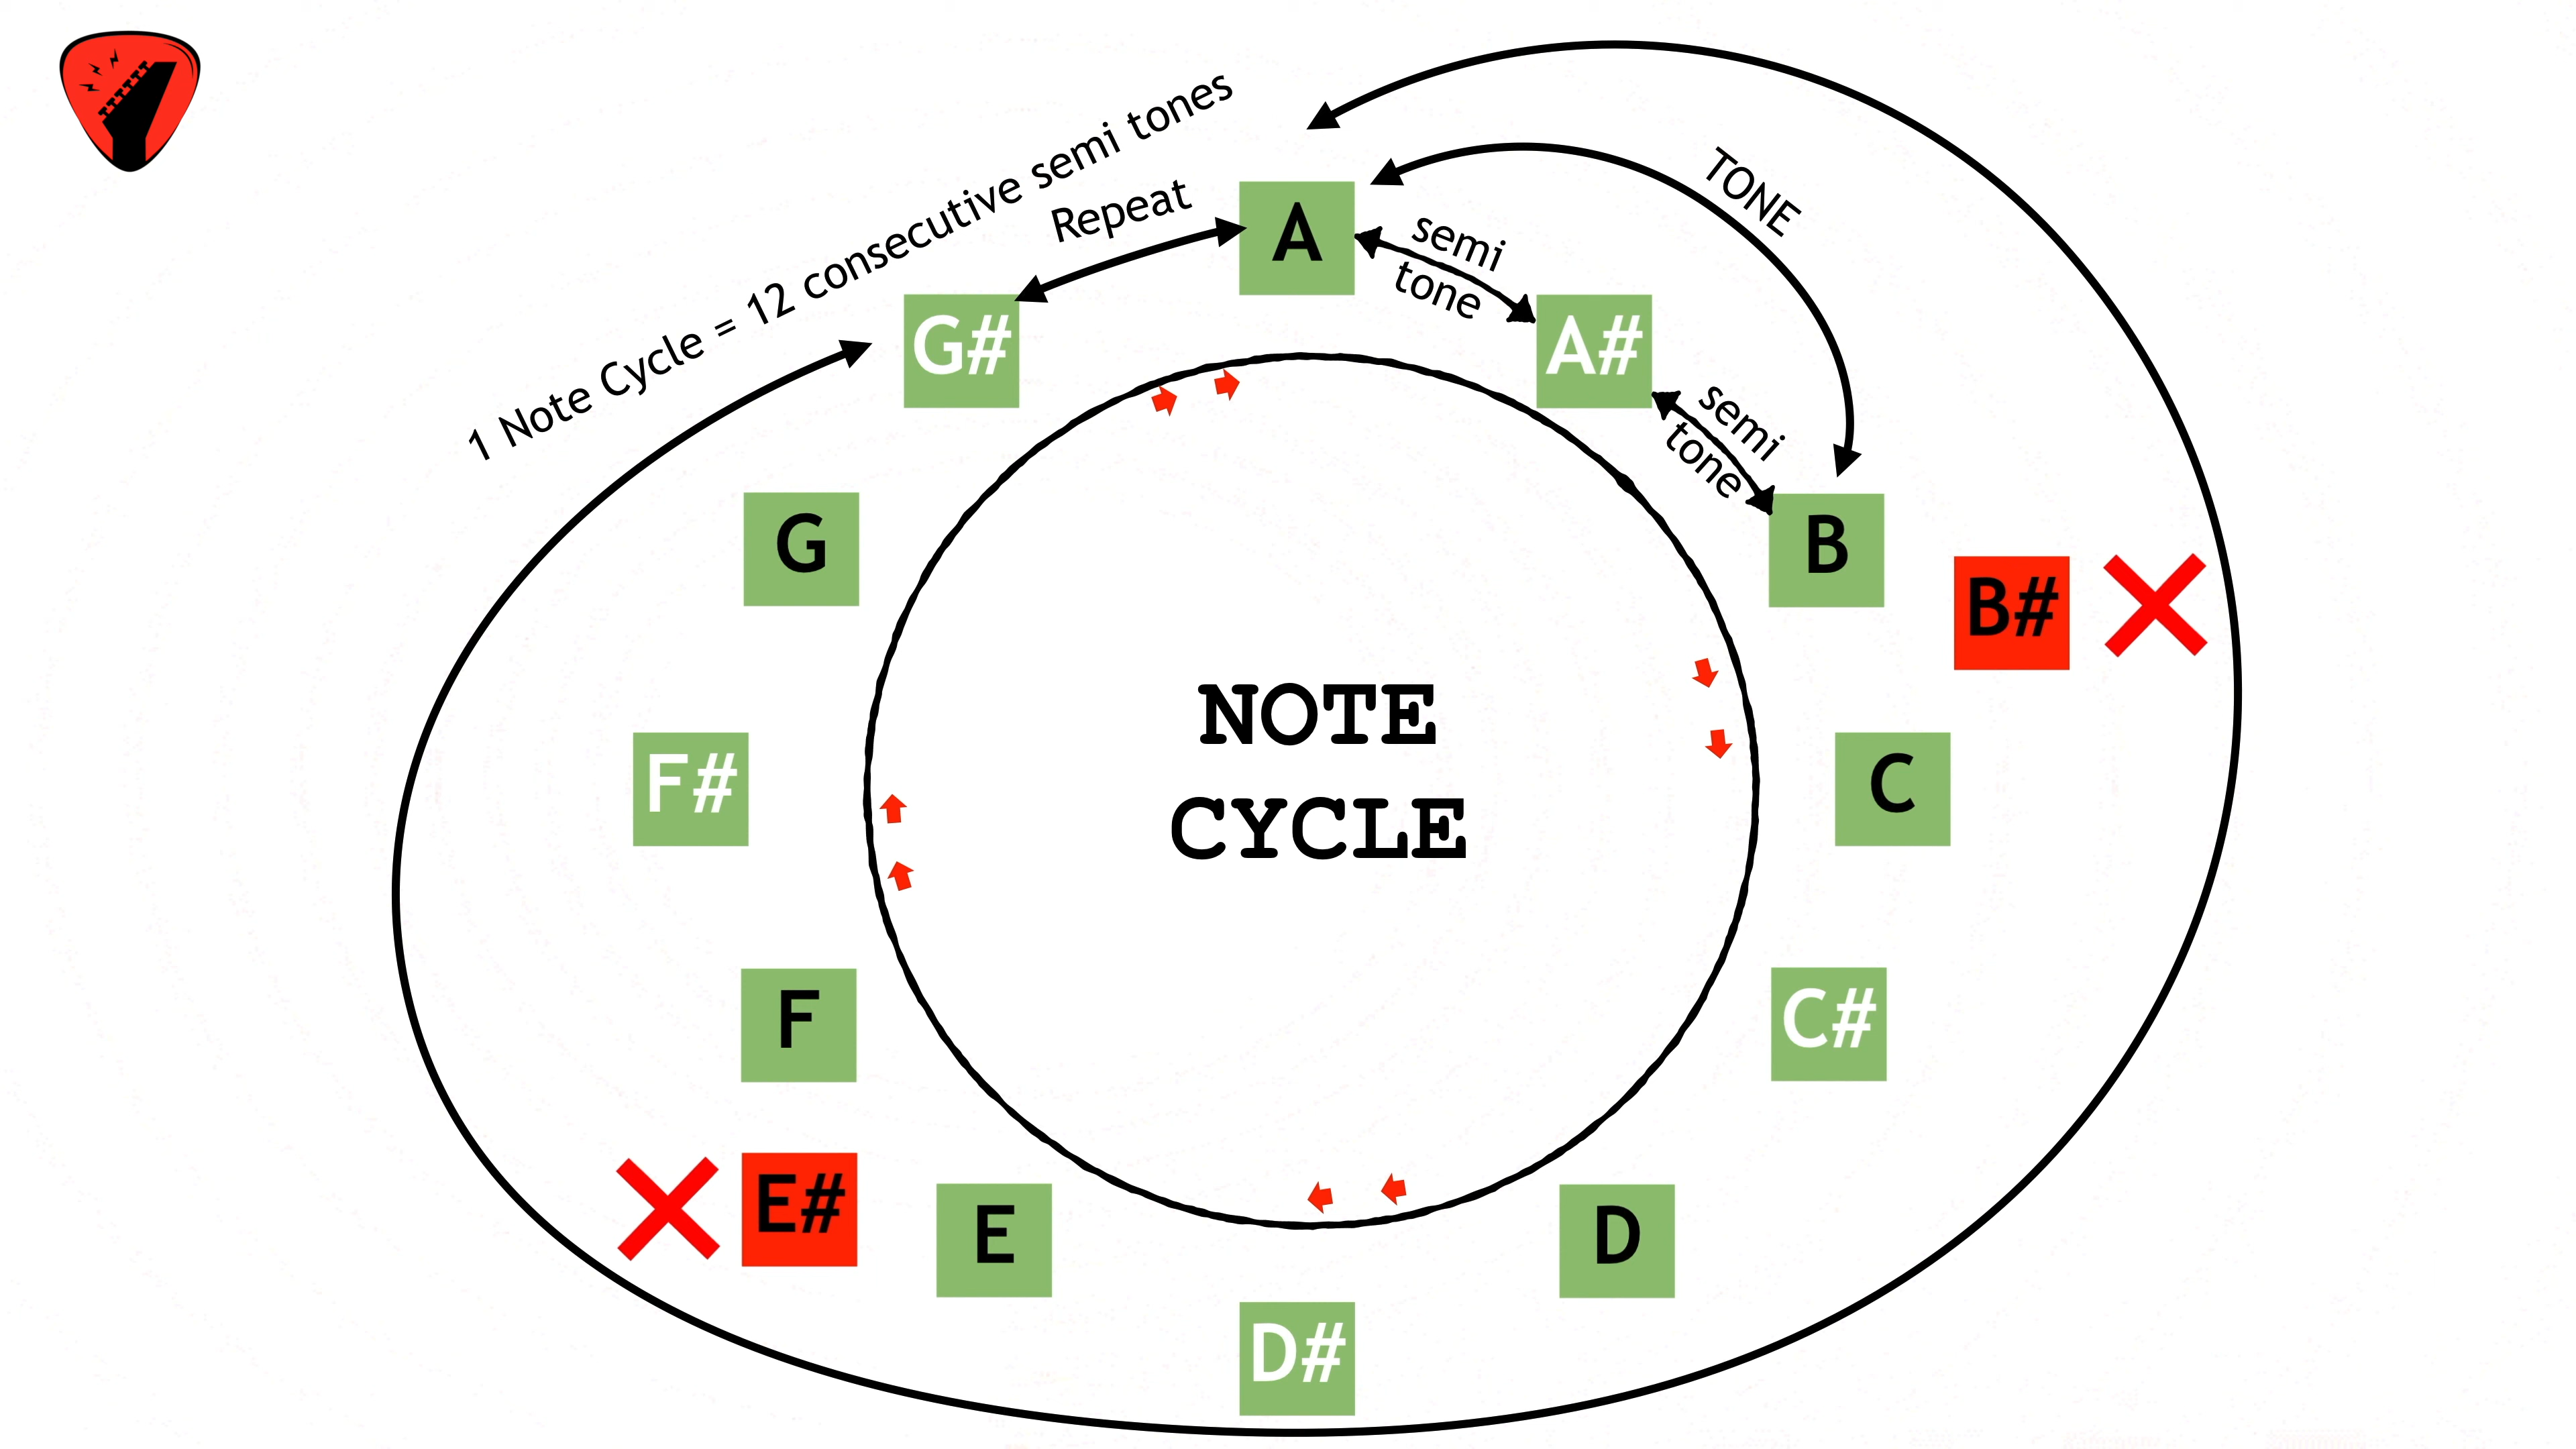 1 Note Cycle = 12 consecutive semi tones
Repeat
A
semi
tone
TONE
A#
semi
tone
B
B#
C
C#
D
D#
E
E#
F
F#
G
G#
NOTE
CYCLE